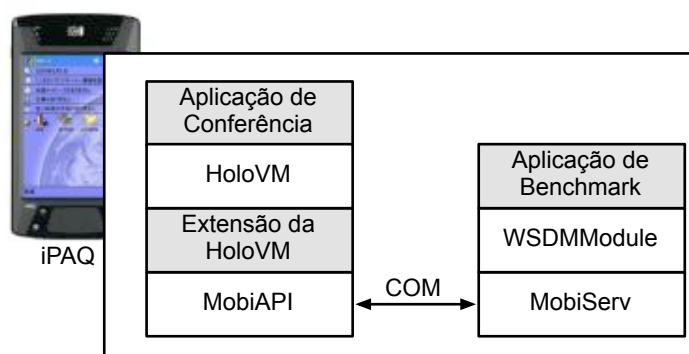 Aplicação de
Conferência
HoloVM
Extensão da
HoloVM
MobiAPI
COM
Aplicação de
Benchmark
WSDMModule
MobiServ
iPAQ